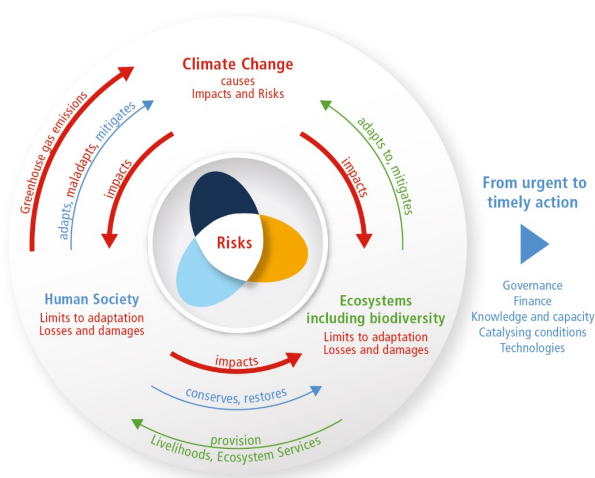 Climate Change
causes
Impacts and Risks
Greenhouse gas emissions
adapts, maladapts, mitigates
impacts
impacts
adapts to, mitigates
Risks
From urgent to
timely action
Governance
Finance
Knowledge and capacity
Catalysing conditions
Technologies
Human Society
Limits to adaptation
Losses and damages
Ecosystems
including biodiversity
Limits to adaptation
Losses and damages
impacts
conserves, restores
provision
Livelihoods, Ecosystem Services